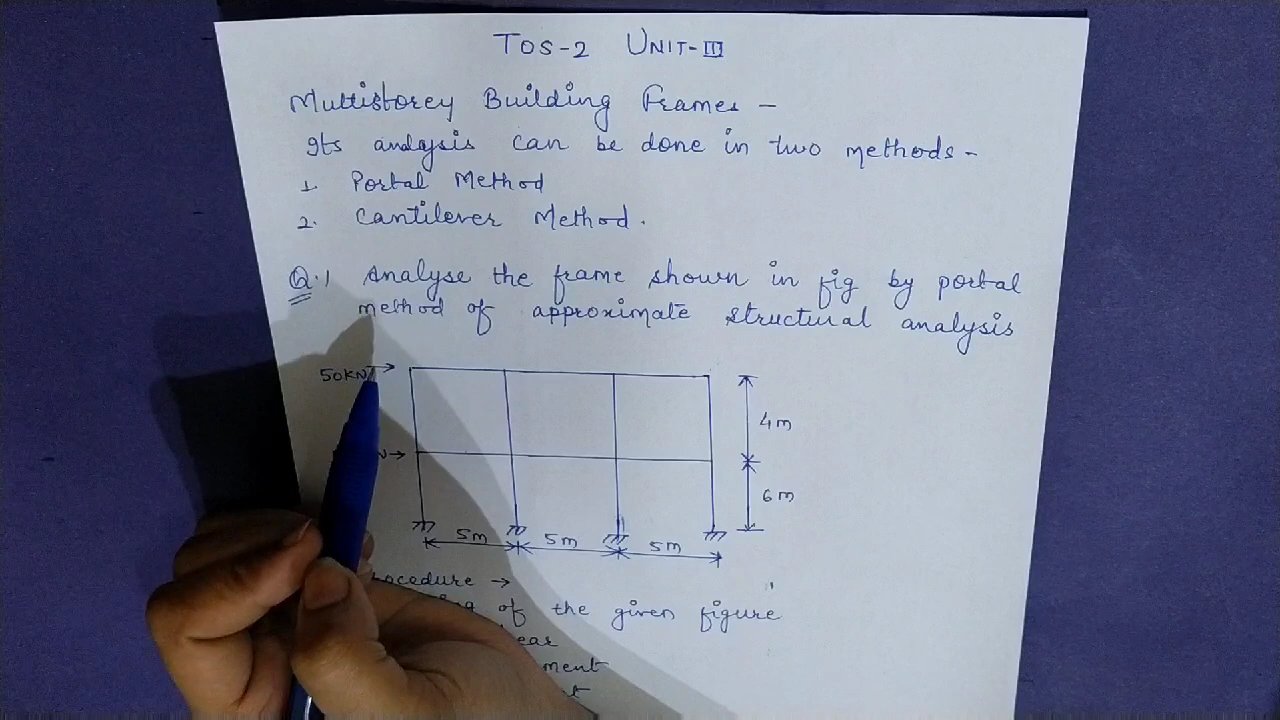 TOS-2 UNIT-III
Multistorey Building Frames -
Its analysis can be done in two methods -
1. Portal Method
2. Cantilever Method.
Q.1 Analyse the frame shown in fig by portal
method of approximate structural analysis
50KN
4m
6m
5m 5m 5m
of the given figure